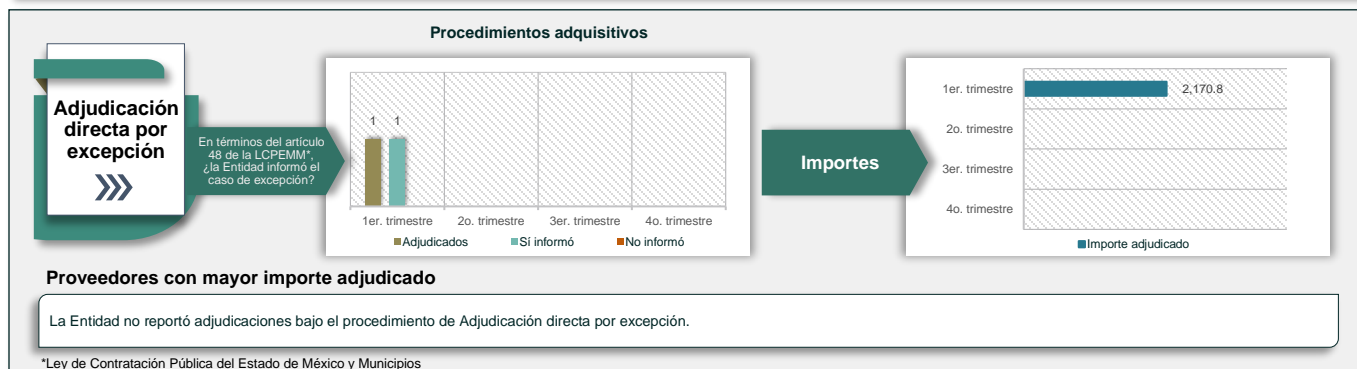 Procedimientos adquisitivos
Adjudicación
directa por
excepción
En términos del artículo
48 de la LCPEMM*,
¿la Entidad informó el
caso de excepción?
1 1
1er. trimestre 2o. trimestre 3er. trimestre 4o. trimestre
Adjudicados Sí informó No informó
Importes
1er. trimestre 2,170.8
2o. trimestre
3er. trimestre
4o. trimestre
Importe adjudicado
Proveedores con mayor importe adjudicado
La Entidad no reportó adjudicaciones bajo el procedimiento de Adjudicación directa por excepción.
*Ley de Contratación Pública del Estado de México y Municipios